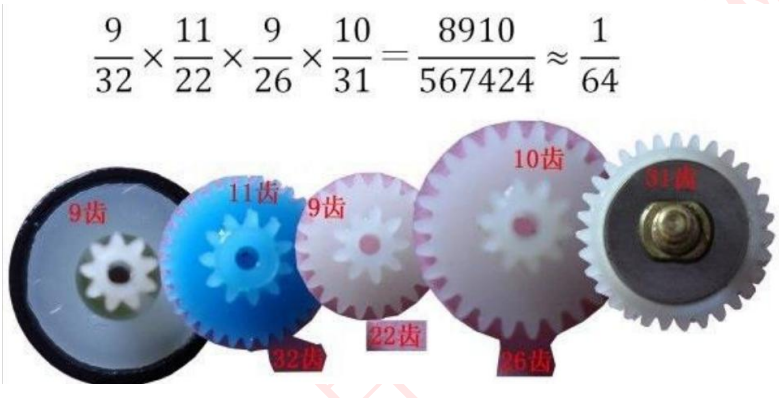 9/32 × 11/22 × 9/26 × 10/31 = 8910/567424 ≈ 1/64
10齿
31齿
11齿
9齿
9齿
22齿
32齿
26齿